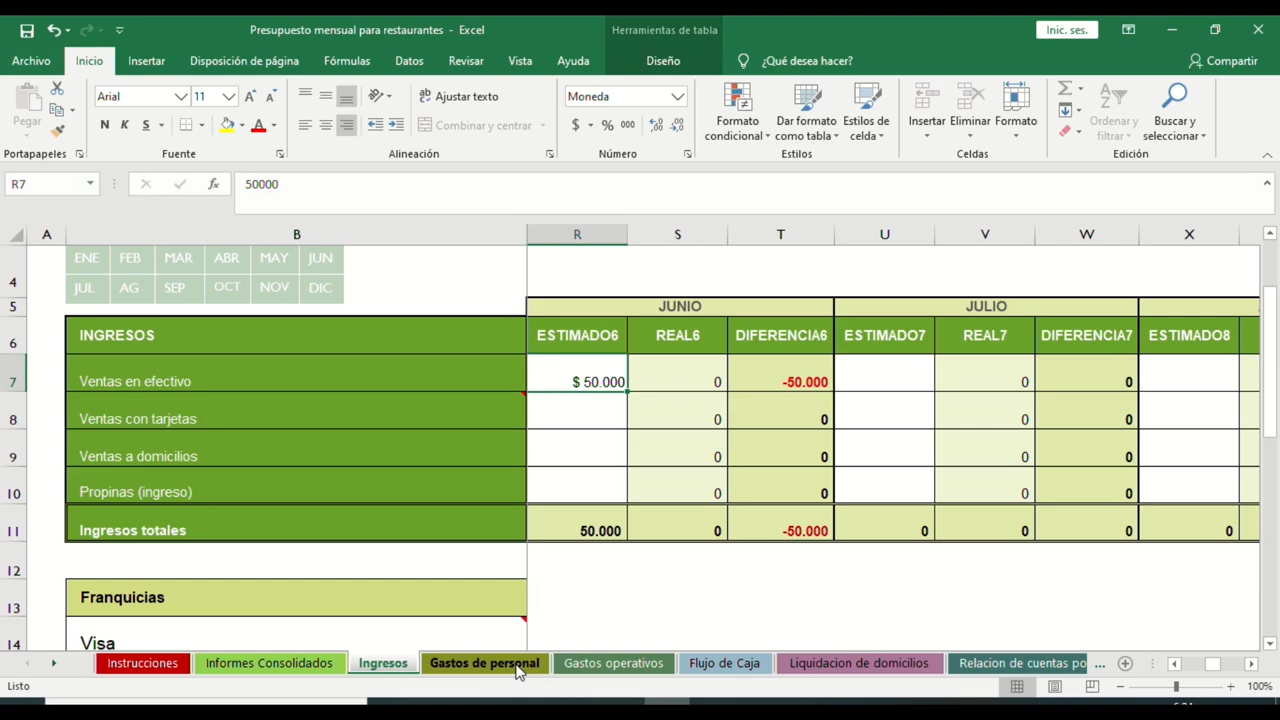 Presupuesto mensual para restaurantes - Excel
Herramientas de tabla
Inic. ses.
Archivo Inicio Insertar Disposición de página Fórmulas Datos Revisar Vista Ayuda Diseño ¿Qué desea hacer? Compartir
Pegar
Arial 11
N K S
Ajustar texto
Combinar y centrar
Moneda
$ % 000
Formato condicional
Dar formato como tabla
Estilos de celda
Insertar Eliminar Formato
Ordenar y filtrar
Buscar y seleccionar
Portapapeles Fuente Alineación Número Estilos Celdas Edición
R7 fx 50000
A B R S T U V W X
4 ENE FEB MAR ABR MAY JUN
JUL AG SEP OCT NOV DIC
5 JUNIO JULIO
6 INGRESOS ESTIMADO6 REAL6 DIFERENCIA6 ESTIMADO7 REAL7 DIFERENCIA7 ESTIMADO8
7 Ventas en efectivo $ 50.000 0 -50.000 0 0
8 Ventas con tarjetas 0 0 0 0
9 Ventas a domicilios 0 0 0 0
10 Propinas (ingreso) 0 0 0 0
11 Ingresos totales 50.000 0 -50.000 0 0 0 0
12
13 Franquicias
14 Visa
Instrucciones Informes Consolidados Ingresos Gastos de personal Gastos operativos Flujo de Caja Liquidacion de domicilios Relacion de cuentas po ...
Listo 100%